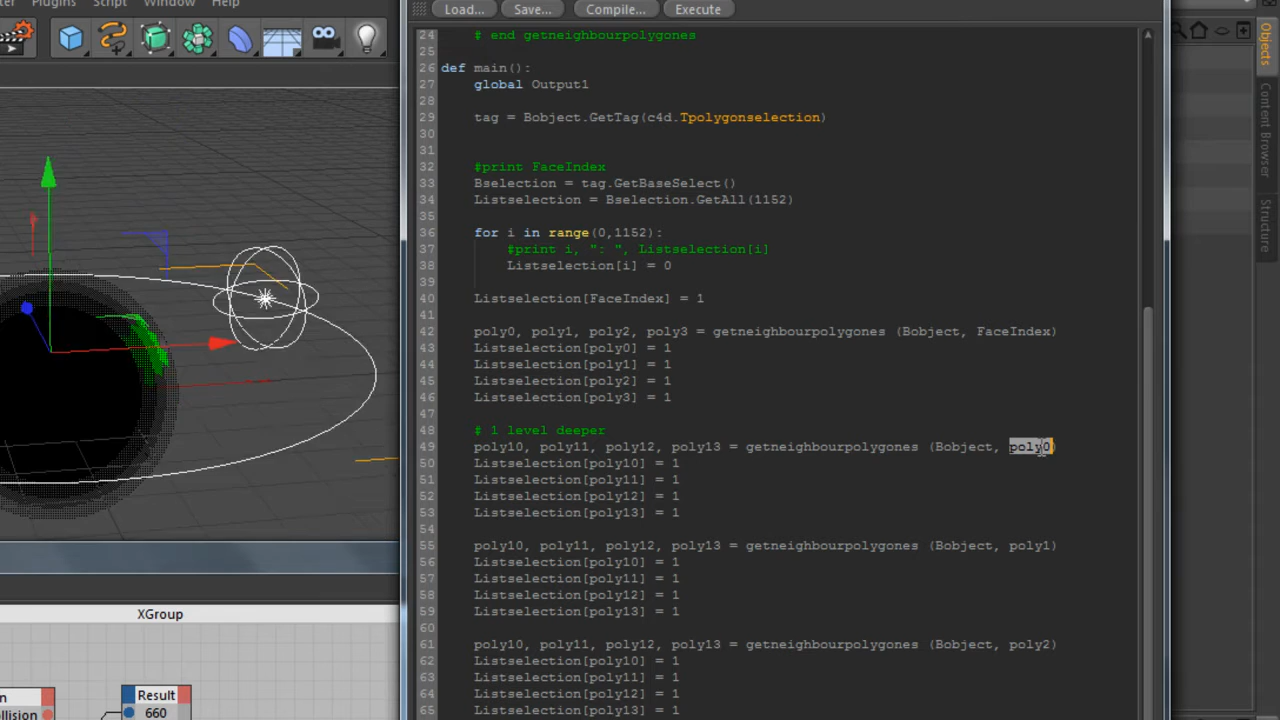 Plugins
Script
Window
Help
Load...
Save...
Compile...
Execute
24 # end getneighbourpolygones
25
26 def main():
27 global Output1
28
29 tag = Bobject.GetTag(c4d.Tpolygonselection)
30
31
32 #print FaceIndex
33 Bselection = tag.GetBaseSelect()
34 Listselection = Bselection.GetAll(1152)
35
36 for i in range(0,1152):
37 #print i, ": ", Listselection[i]
38 Listselection[i] = 0
39
40 Listselection[FaceIndex] = 1
41
42 poly0, poly1, poly2, poly3 = getneighbourpolygones (Bobject, FaceIndex)
43 Listselection[poly0] = 1
44 Listselection[poly1] = 1
45 Listselection[poly2] = 1
46 Listselection[poly3] = 1
47
48 # 1 level deeper
49 poly10, poly11, poly12, poly13 = getneighbourpolygones (Bobject, poly0)
50 Listselection[poly10] = 1
51 Listselection[poly11] = 1
52 Listselection[poly12] = 1
53 Listselection[poly13] = 1
54
55 poly10, poly11, poly12, poly13 = getneighbourpolygones (Bobject, poly1)
56 Listselection[poly10] = 1
57 Listselection[poly11] = 1
58 Listselection[poly12] = 1
59 Listselection[poly13] = 1
60
61 poly10, poly11, poly12, poly13 = getneighbourpolygones (Bobject, poly2)
62 Listselection[poly10] = 1
63 Listselection[poly11] = 1
64 Listselection[poly12] = 1
65 Listselection[poly13] = 1
Objects
Content Browser
Structure
XGroup
n
ollision
Result
660